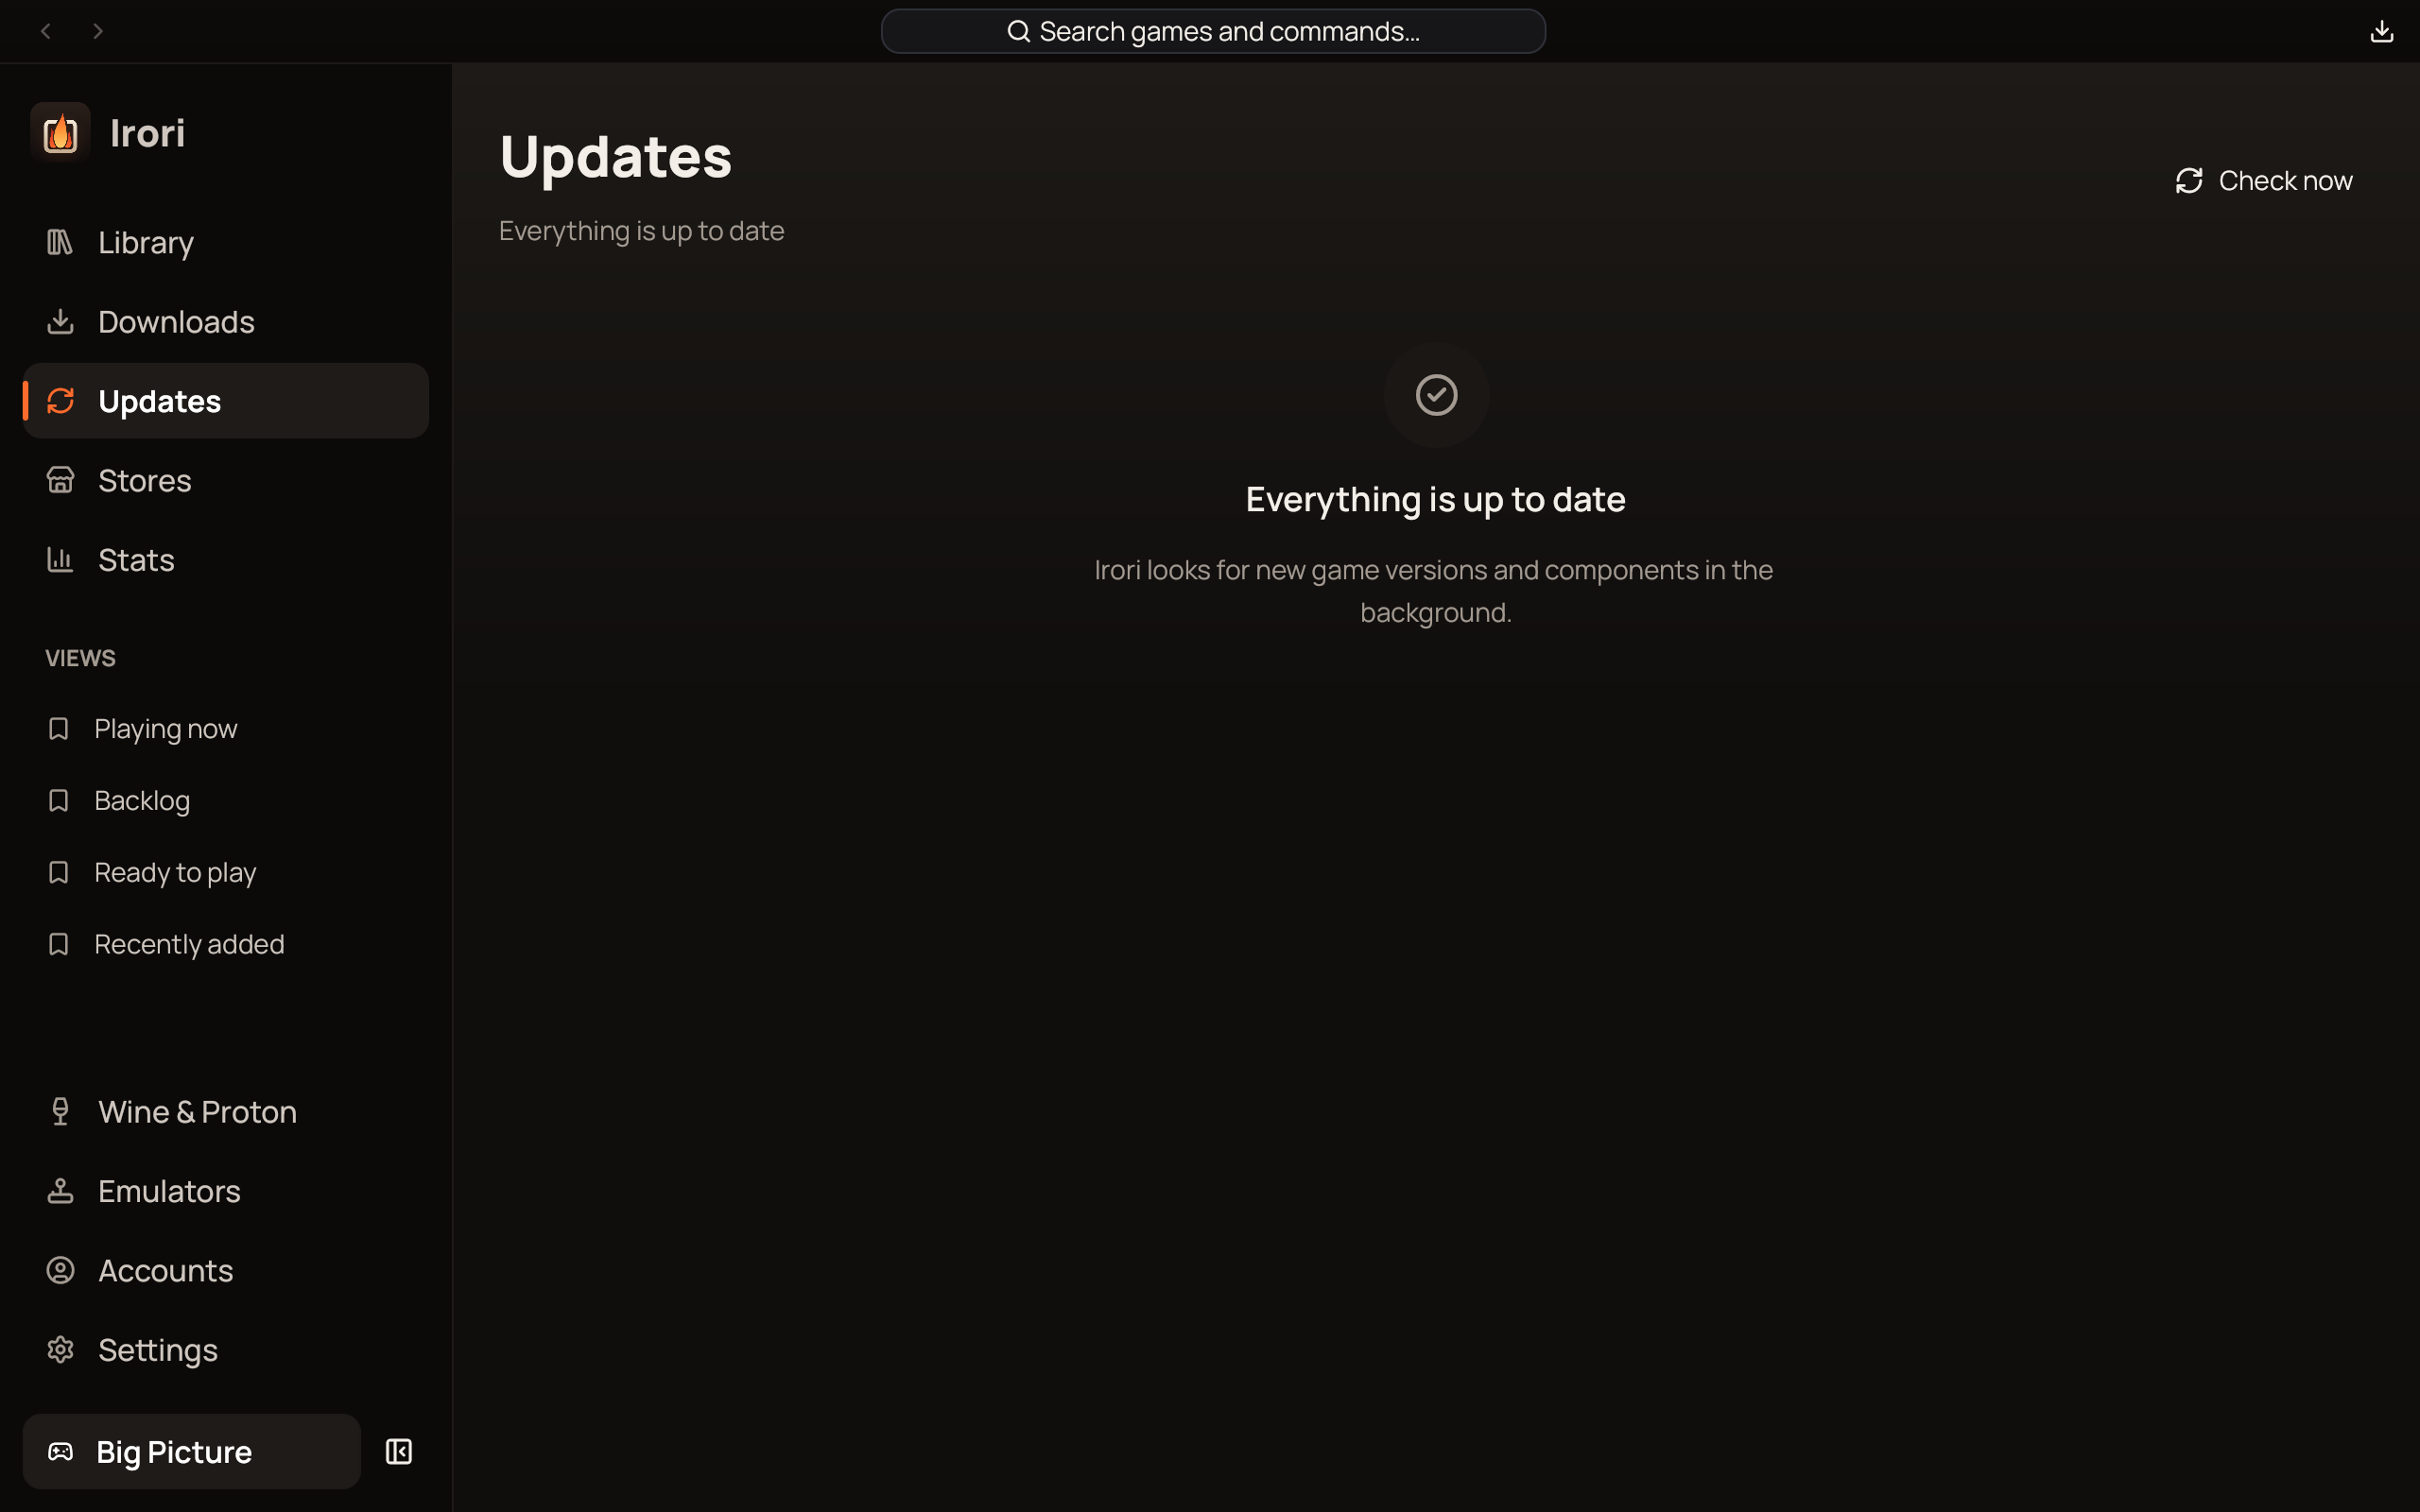 Search games and commands...
Irori
Library
Downloads
Updates
Stores
Stats
VIEWS
Playing now
Backlog
Ready to play
Recently added
Wine & Proton
Emulators
Accounts
Settings
Big Picture
Updates
Everything is up to date
Check now
Everything is up to date
Irori looks for new game versions and components in the
background.